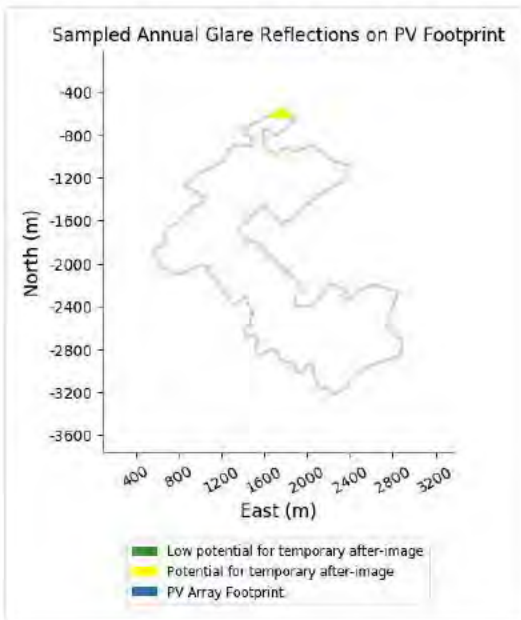 Sampled Annual Glare Reflections on PV Footprint
North (m)
-400
-800
-1200
-1600
-2000
-2400
-2800
-3200
-3600
400
800
1200
1600
2000
2400
2800
3200
East (m)
Low potential for temporary after-image
Potential for temporary after-image
PV Array Footprint